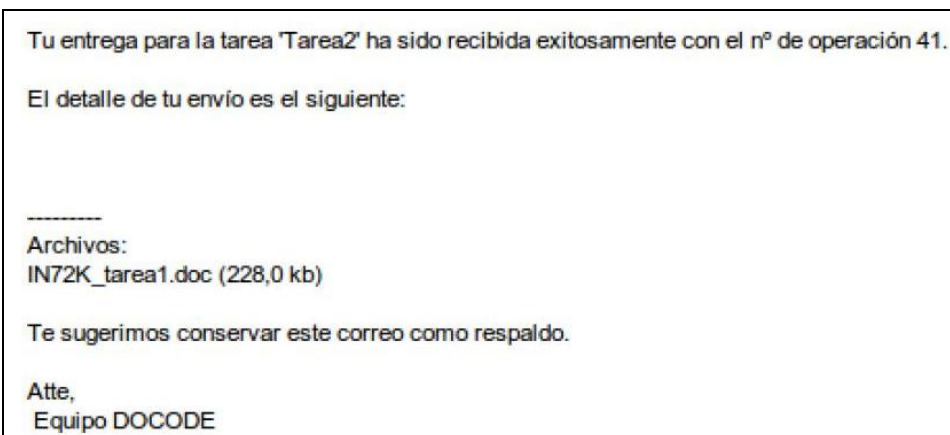 Tu entrega para la tarea 'Tarea2' ha sido recibida exitosamente con el nº de operación 41.
El detalle de tu envío es el siguiente:
---------
Archivos:
IN72K_tarea1.doc (228,0 kb)
Te sugerimos conservar este correo como respaldo.
Atte,
Equipo DOCODE